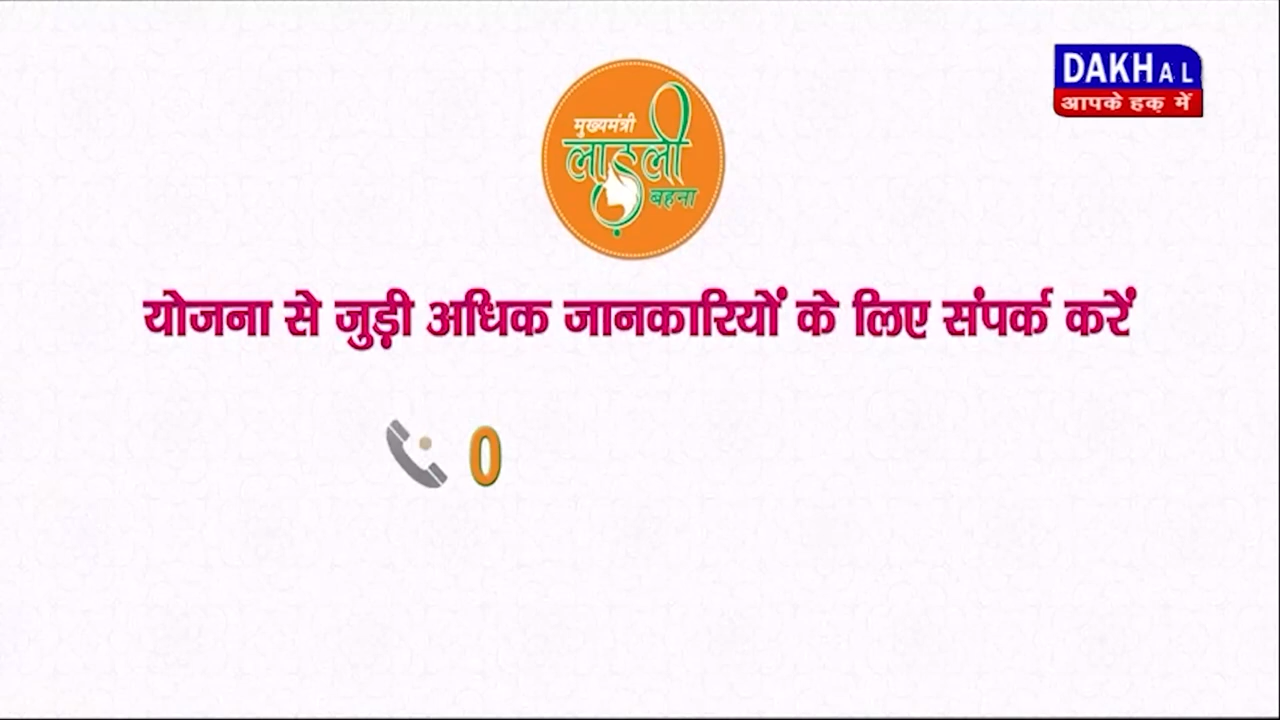 DAKHAL
आपके हक में
मुख्यमंत्री
लाड़ली
बहना
योजना से जुड़ी अधिक जानकारियों के लिए संपर्क करें
0